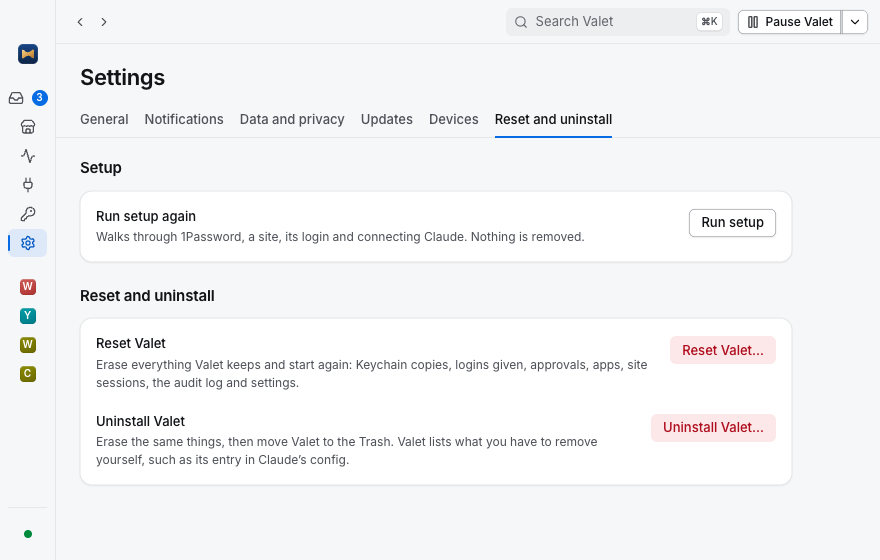 Search Valet
⌘K
Pause Valet
Settings
3
General
Notifications
Data and privacy
Updates
Devices
Reset and uninstall
Setup
Run setup again
Walks through 1Password, a site, its login and connecting Claude. Nothing is removed.
Run setup
W
Y
W
C
Reset and uninstall
Reset Valet
Erase everything Valet keeps and start again: Keychain copies, logins given, approvals, apps, site
sessions, the audit log and settings.
Reset Valet...
Uninstall Valet
Erase the same things, then move Valet to the Trash. Valet lists what you have to remove
yourself, such as its entry in Claude’s config.
Uninstall Valet...